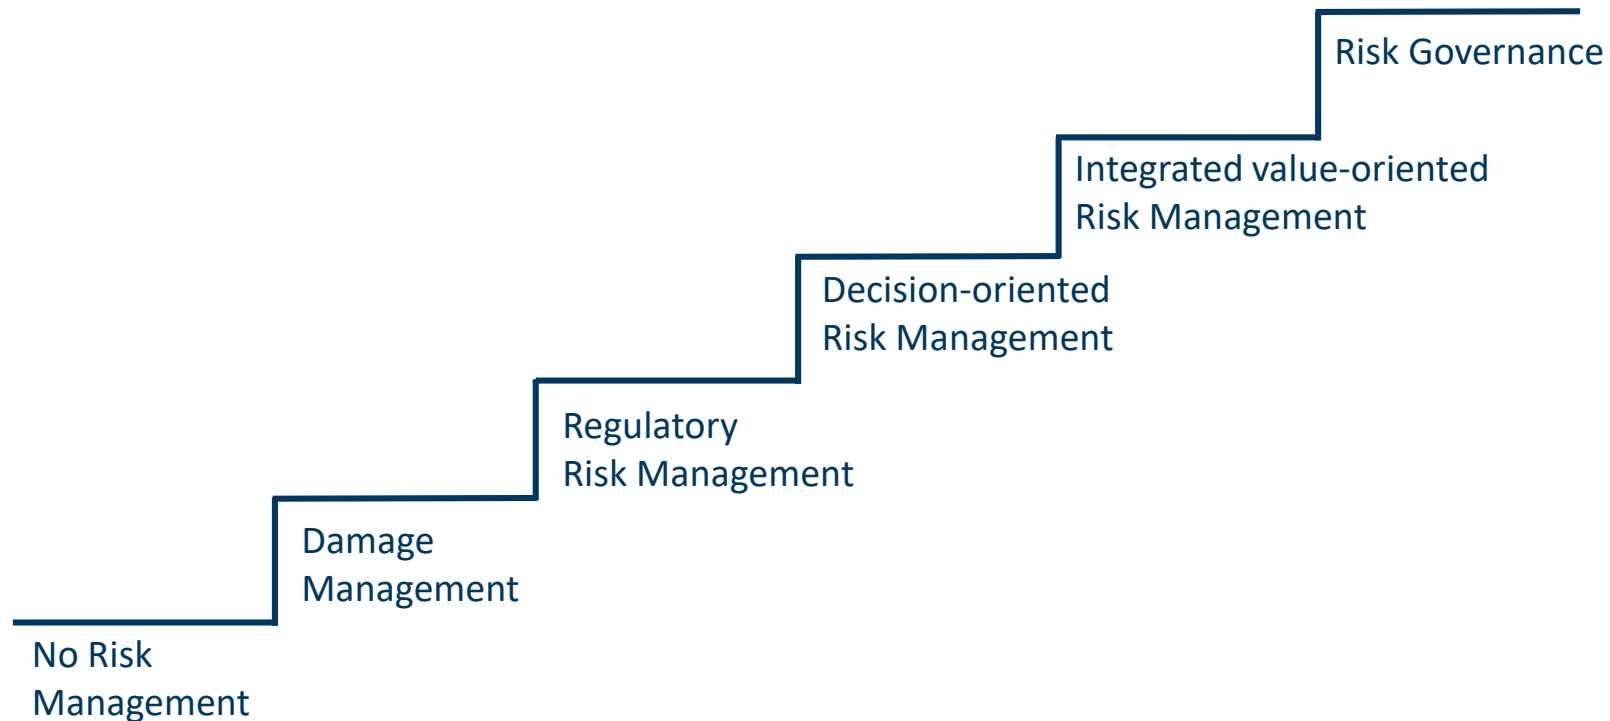 Risk Governance
Integrated value-oriented
Risk Management
Decision-oriented
Risk Management
Regulatory
Risk Management
Damage
Management
No Risk
Management